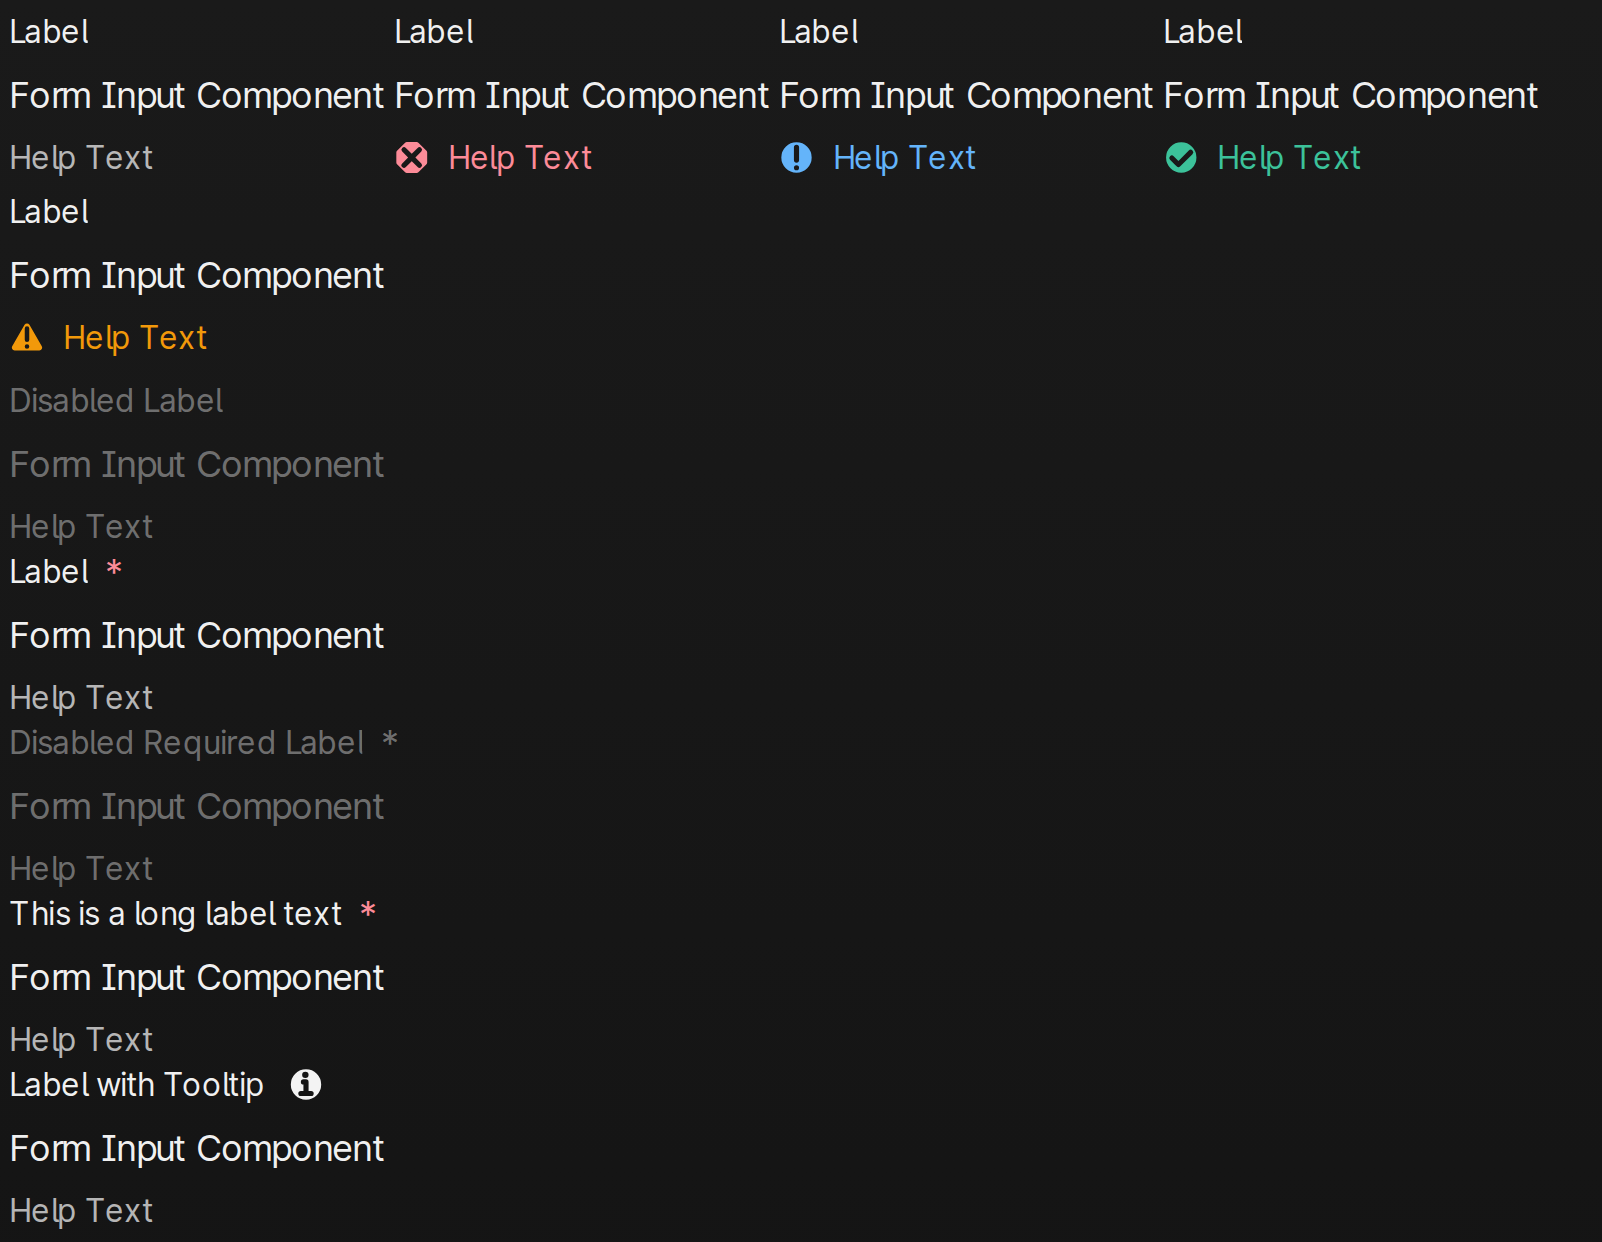 Label Label Label Label
Form Input Component Form Input Component Form Input Component Form Input Component
Help Text Help Text Help Text Help Text
Label
Form Input Component
Help Text
Disabled Label
Form Input Component
Help Text
Label *
Form Input Component
Help Text
Disabled Required Label *
Form Input Component
Help Text
This is a long label text *
Form Input Component
Help Text
Label with Tooltip
Form Input Component
Help Text